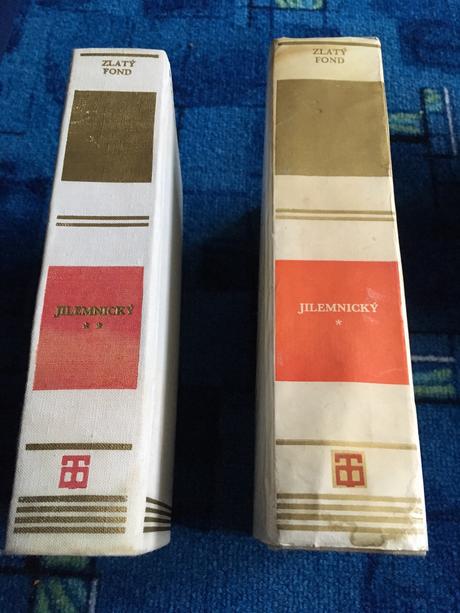 ZLATÝ
FOND
JILEMNICKÝ
* *
ZLATÝ
FOND
JILEMNICKÝ
*